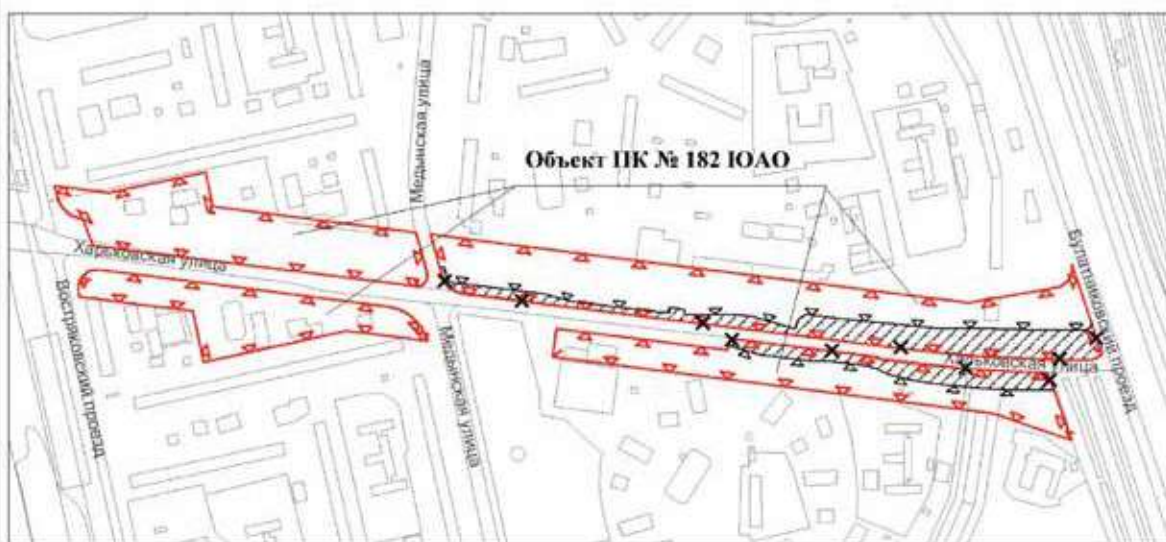 Медынская улица
Объект ПК № 182 ЮАО
Харьковская улица
Востряковский проезд
Медынская улица
Харьковская улица
Булатниковский проезд